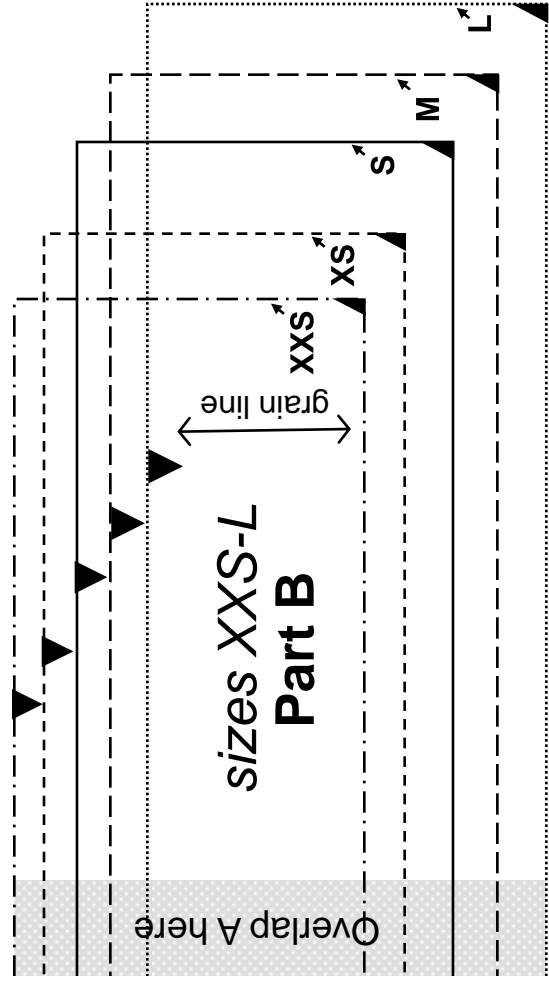 L
M
S
XS
XXS
grain line
sizes XXS-L
Part B
Overlap A here